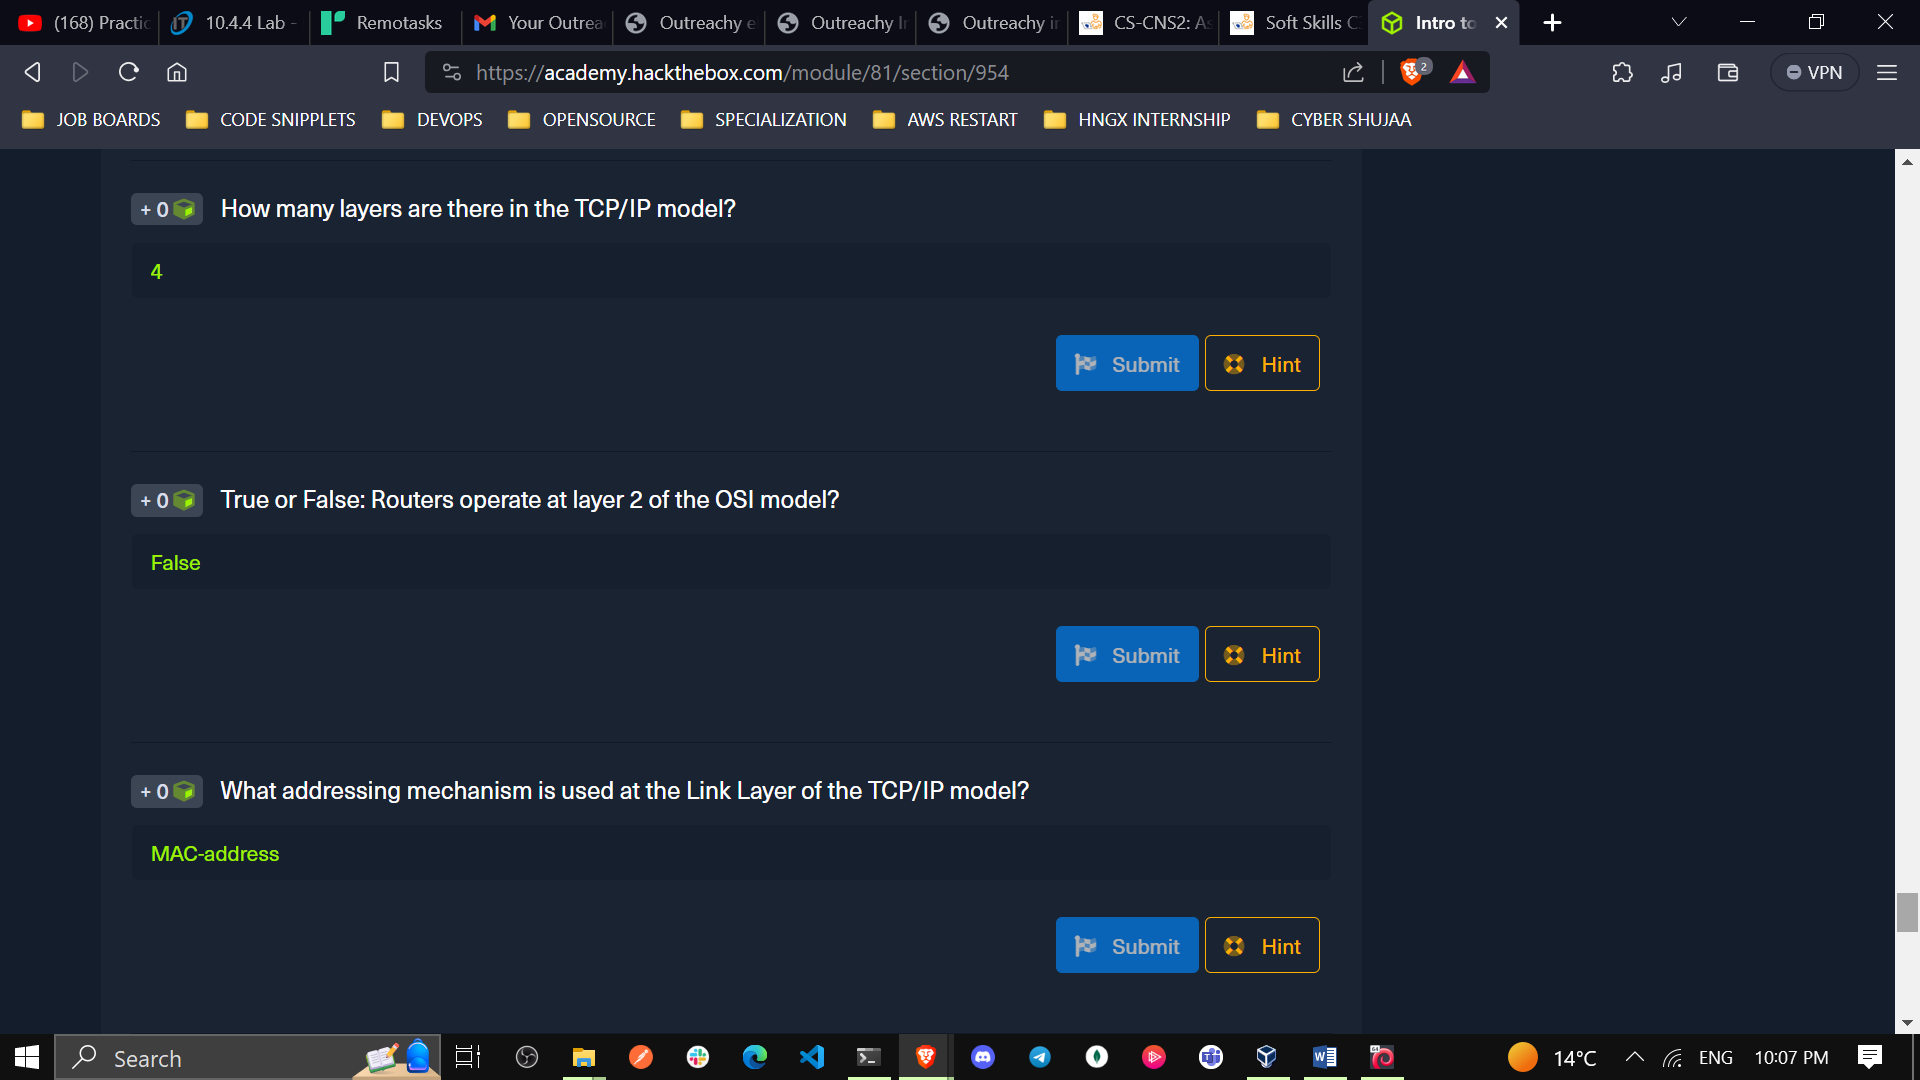 (168) Practic
10.4.4 Lab -
Remotasks
Your Outrea
Outreachy e
Outreachy Ir
Outreachy in
CS-CNS2: As
Soft Skills C
Intro to
https://academy.hackthebox.com/module/81/section/954
2
VPN
JOB BOARDS
CODE SNIPPLETS
DEVOPS
OPENSOURCE
SPECIALIZATION
AWS RESTART
HNGX INTERNSHIP
CYBER SHUJAA
+ 0 How many layers are there in the TCP/IP model?
4
Submit
Hint
+ 0 True or False: Routers operate at layer 2 of the OSI model?
False
Submit
Hint
+ 0 What addressing mechanism is used at the Link Layer of the TCP/IP model?
MAC-address
Submit
Hint
Search
14°C
ENG
10:07 PM